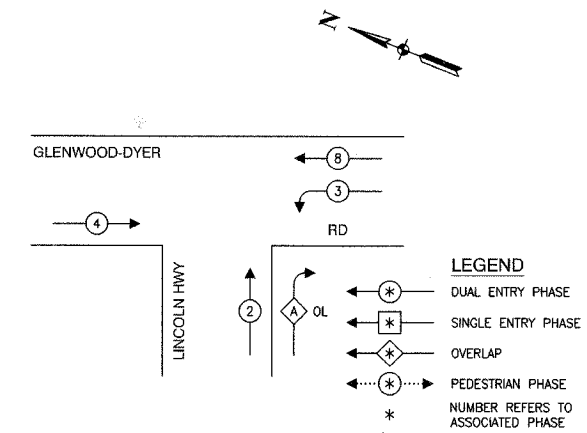 N
GLENWOOD-DYER
8
3
4
RD
LINCOLN HWY
2
A OL
LEGEND
* DUAL ENTRY PHASE
* SINGLE ENTRY PHASE
* OVERLAP
* PEDESTRIAN PHASE
* NUMBER REFERS TO
ASSOCIATED PHASE